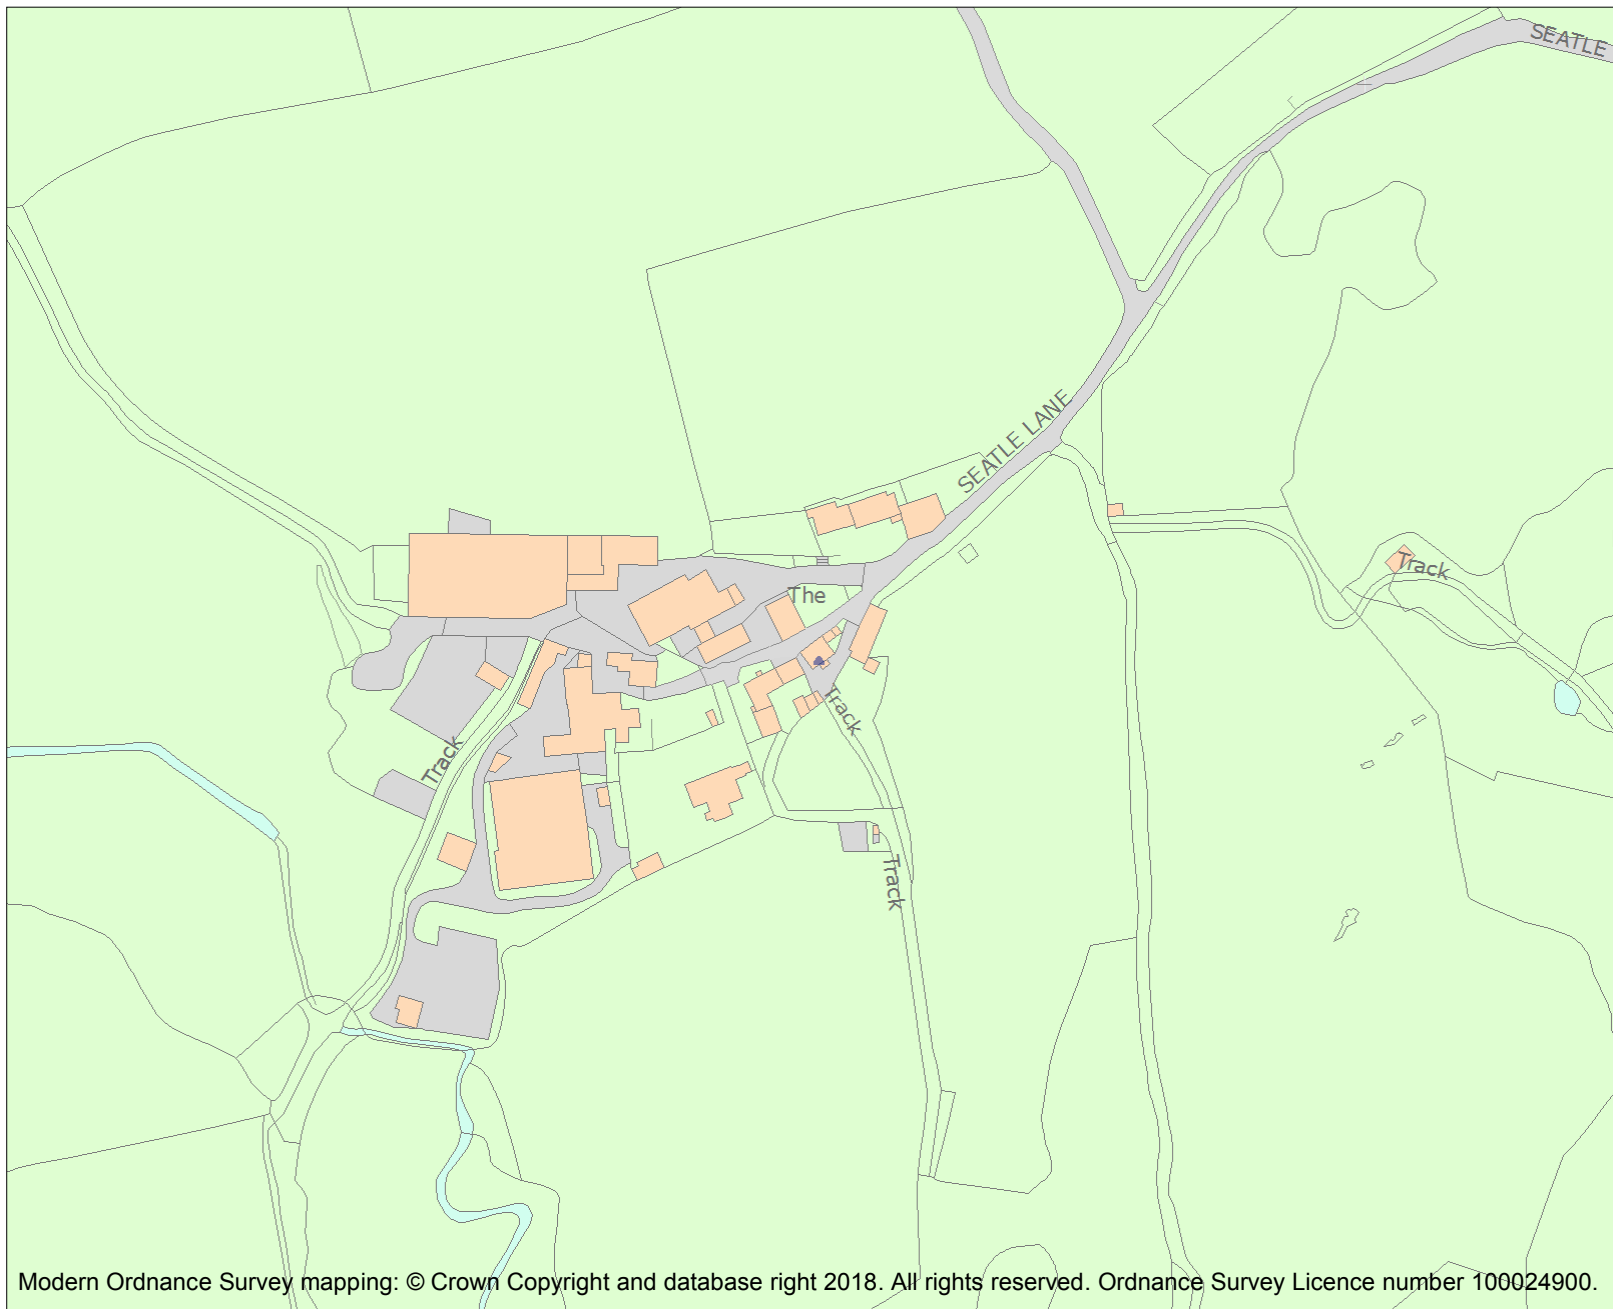 SEATLE
SEATLE LANE
Track
The
Track
Track
Track
Modern Ordnance Survey mapping: © Crown Copyright and database right 2018. All rights reserved. Ordnance Survey Licence number 100024900.